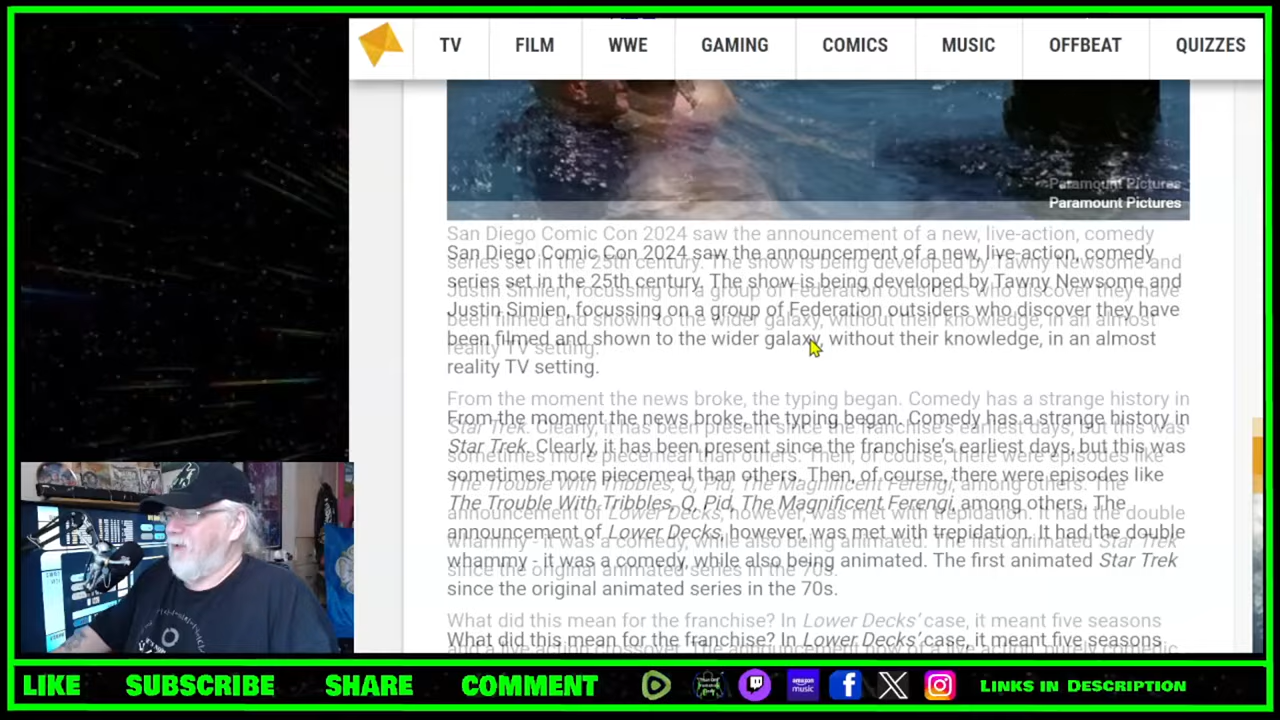 TV FILM WWE GAMING COMICS MUSIC OFFBEAT QUIZZES
Paramount Pictures
San Diego Comic Con 2024 saw the announcement of a new, live-action, comedy
series set in the 25th century. The show is being developed by Tawny Newsome and
Justin Simien, focussing on a group of Federation outsiders who discover they have
been filmed and shown to the wider galaxy, without their knowledge, in an almost
reality TV setting.
From the moment the news broke, the typing began. Comedy has a strange history in
Star Trek. Clearly, it has been present since the franchise's earliest days, but this was
sometimes more piecemeal than others. Then, of course, there were episodes like
The Trouble With Tribbles, Q, Pid, The Magnificent Ferengi, among others. The
announcement of Lower Decks, however, was met with trepidation. It had the double
whammy - it was a comedy, while also being animated. The first animated Star Trek
since the original animated series in the 70s.
What did this mean for the franchise? In Lower Decks' case, it meant five seasons
LIKE SUBSCRIBE SHARE COMMENT amazon music LINKS IN DESCRIPTION